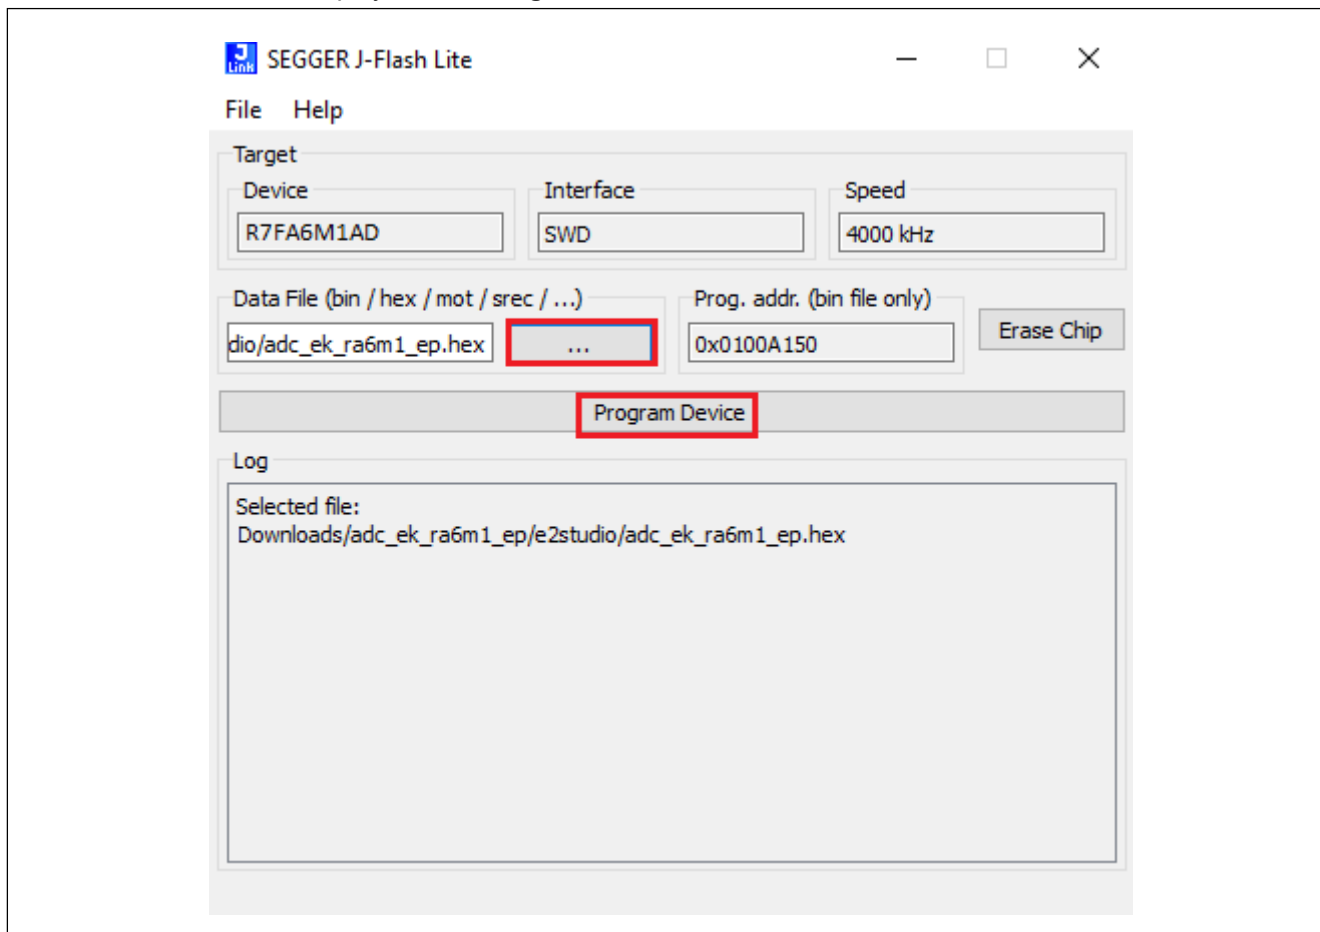 J
Link
SEGGER J-Flash Lite
File Help
Target
Device Interface Speed
R7FA6M1AD SWD 4000 kHz
Data File (bin / hex / mot / srec / ...) Prog. addr. (bin file only)
dio/adc_ek_ra6m1_ep.hex ... 0x0100A150 Erase Chip
Program Device
Log
Selected file:
Downloads/adc_ek_ra6m1_ep/e2studio/adc_ek_ra6m1_ep.hex